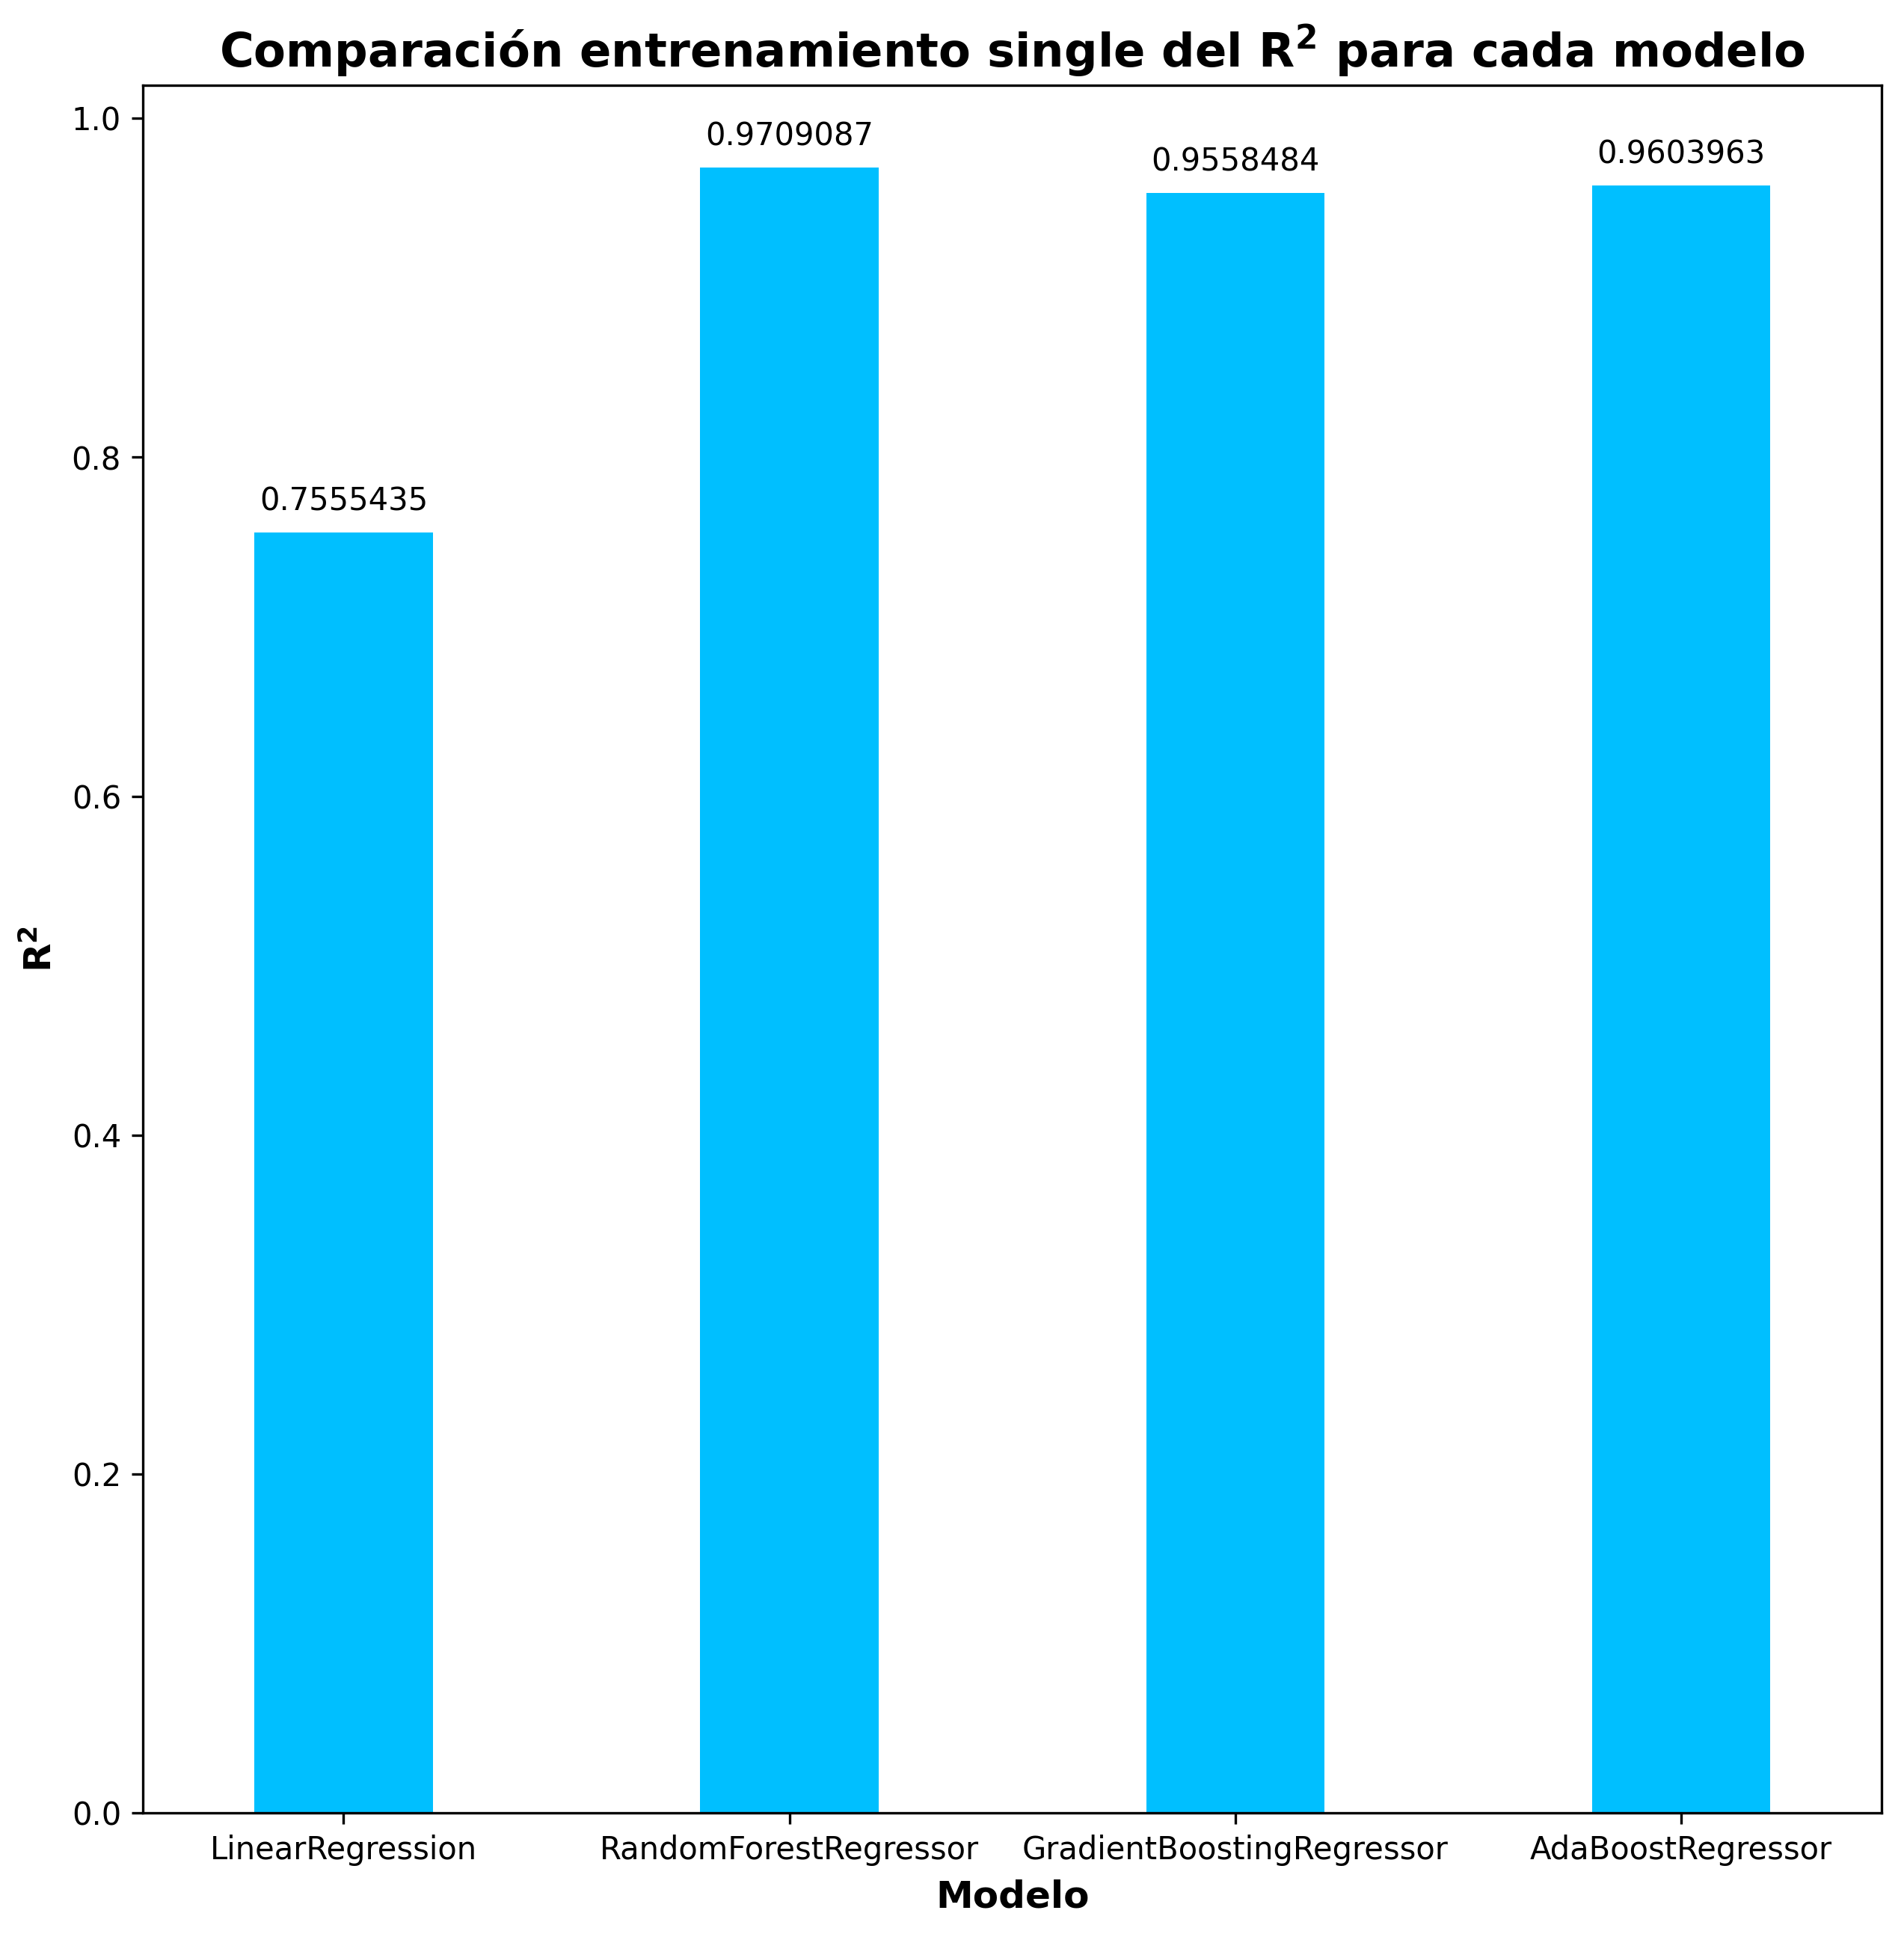 Comparación entrenamiento single del R² para cada modelo
1.0
0.9709087
0.9603963
0.9558484
0.8
0.7555435
0.6
R²
0.4
0.2
0.0
LinearRegression RandomForestRegressor GradientBoostingRegressor AdaBoostRegressor
Modelo